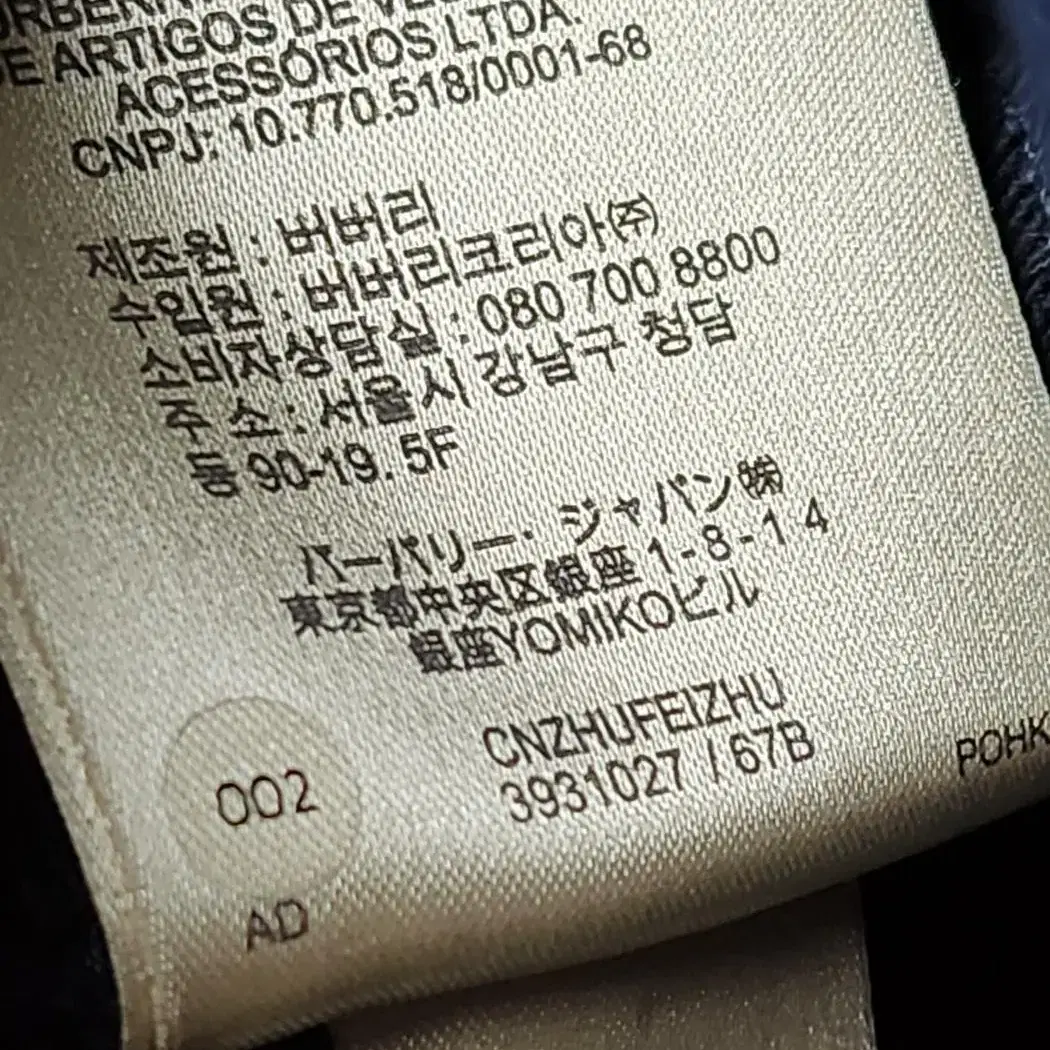 E ARTIGOS DE
ACESSÓRIOS LTDA.
CNPJ: 10.770.518/0001-68
제조원 : 버버리
수입원 : 버버리코리아㈜
소비자상담실 : 080 700 8800
주 소 : 서울시 강남구 청담
동 90-19. 5F
バーバリー・ジャパン㈱
東京都中央区銀座 1-8-14
銀座YOMIKOビル
CNZHUFEIZHU
3931027 / 67B
POHK
002
AD